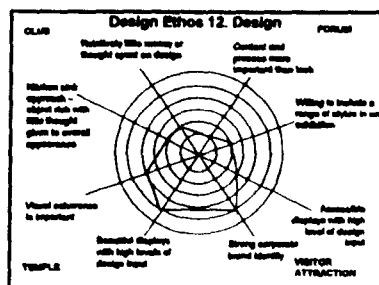 Design Ethos 12. Design
CLUB
FORUM
Relatively little money or
thought spent on design
Content and
process more
important than look
Kitchen sink
approach –
object rich with
little thought
given to overall
appearance
Willing to include a
range of styles in an
exhibition
Visual coherence
is important
Accessible
displays with high
level of design
input
Beautiful displays
with high levels of
design input
Strong corporate
brand identity
TEMPLE
VISITOR
ATTRACTION